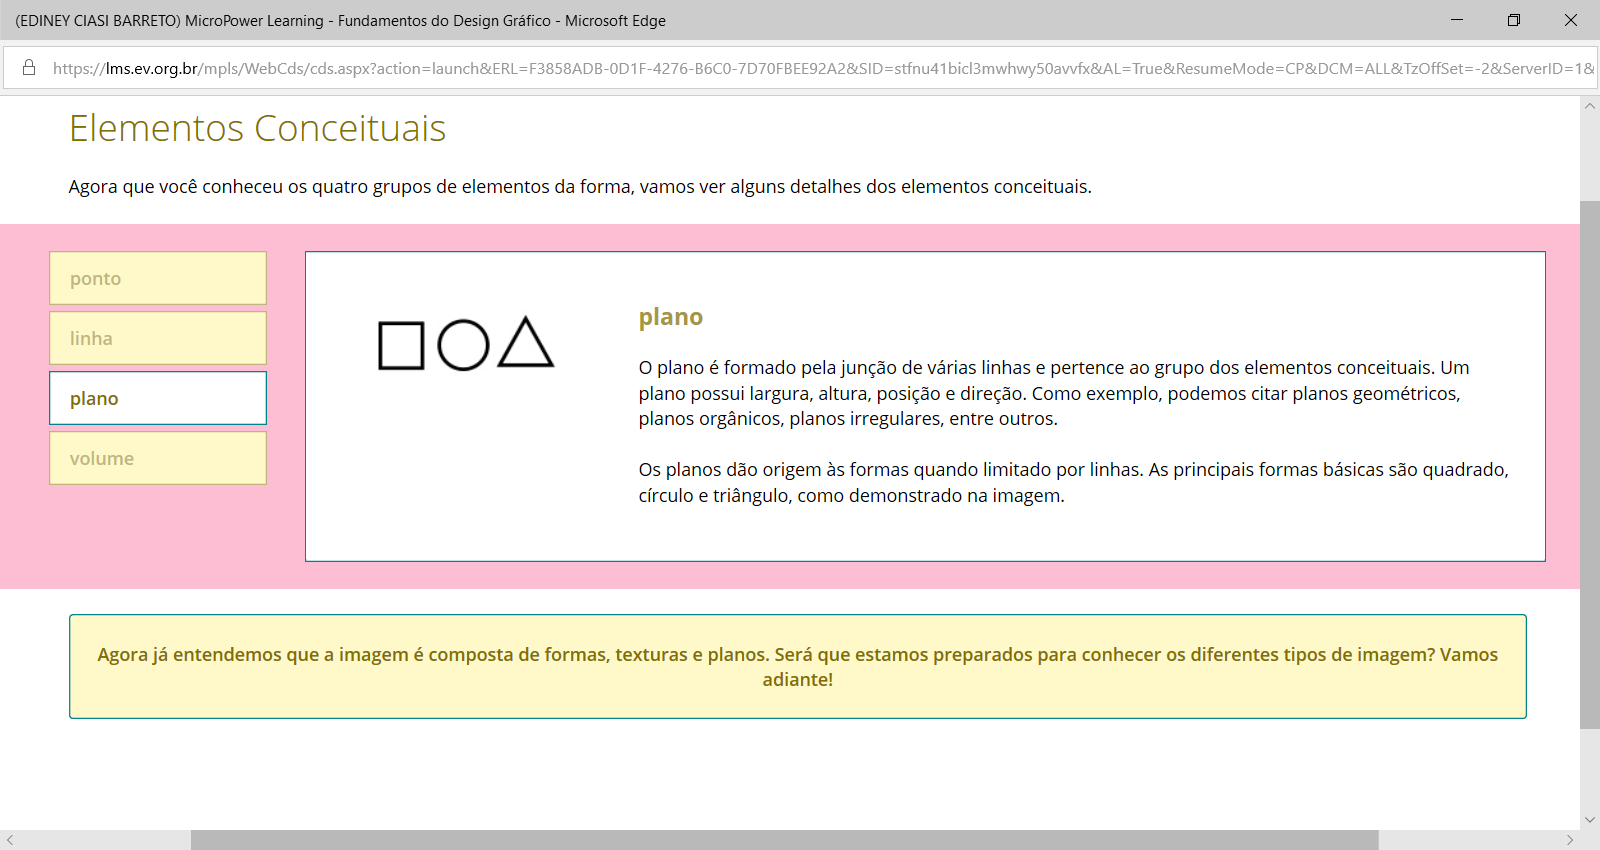 (EDINEY CIASI BARRETO) MicroPower Learning - Fundamentos do Design Gráfico - Microsoft Edge
https://lms.ev.org.br/mpls/WebCds/cds.aspx?action=launch&ERL=F3858ADB-0D1F-4276-B6C0-7D70FBEE92A2&SID=stfnu41bicl3mwhwy50avvfx&AL=True&ResumeMode=CP&DCM=ALL&TzOffSet=-2&ServerID=1&
Elementos Conceituais
Agora que você conheceu os quatro grupos de elementos da forma, vamos ver alguns detalhes dos elementos conceituais.
ponto
linha
plano
volume
plano
O plano é formado pela junção de várias linhas e pertence ao grupo dos elementos conceituais. Um
plano possui largura, altura, posição e direção. Como exemplo, podemos citar planos geométricos,
planos orgânicos, planos irregulares, entre outros.
Os planos dão origem às formas quando limitado por linhas. As principais formas básicas são quadrado,
círculo e triângulo, como demonstrado na imagem.
Agora já entendemos que a imagem é composta de formas, texturas e planos. Será que estamos preparados para conhecer os diferentes tipos de imagem? Vamos
adiante!